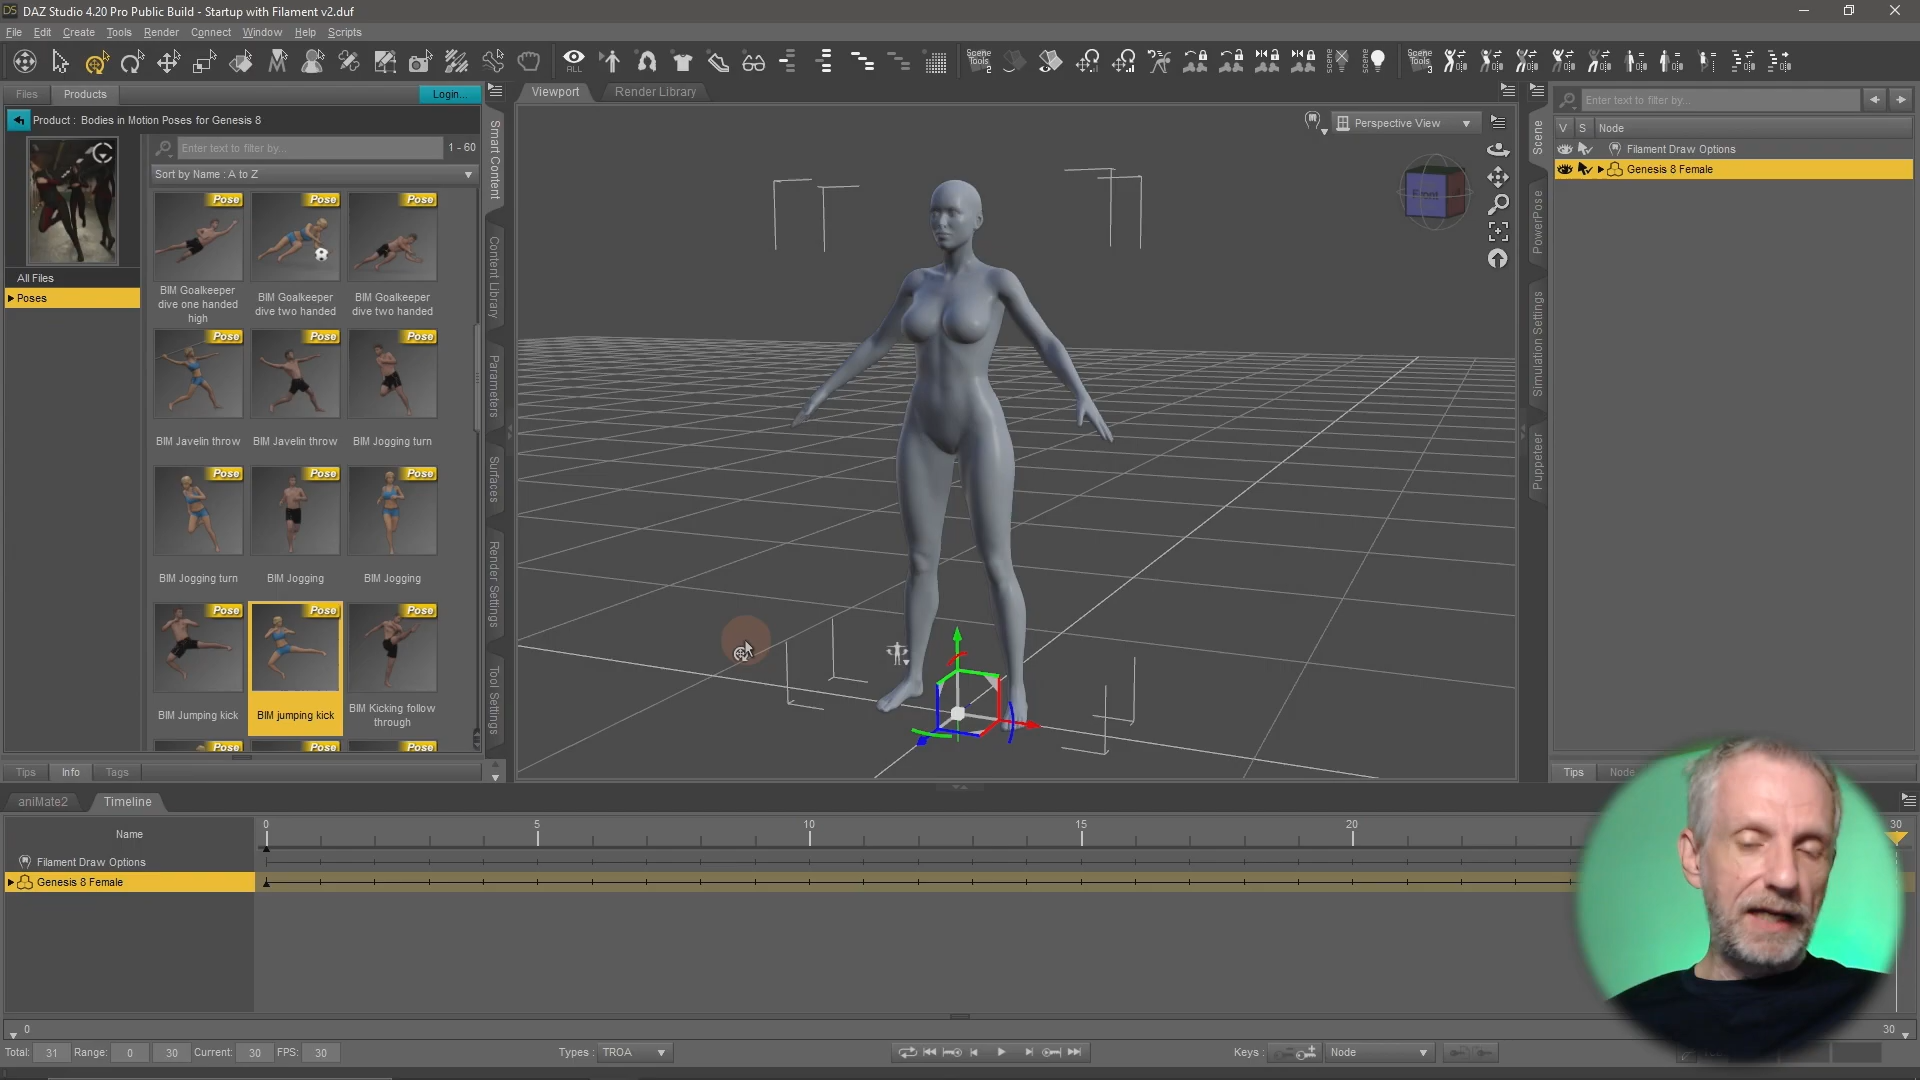 DAZ Studio 4.20 Pro Public Build - Startup with Filament v2.duf
File Edit Create Tools Render Connect Window Help Scripts
ALL
Scene Tools 2
scene
scene
Scene Tools 3
Files
Products
Login...
Product : Bodies in Motion Poses for Genesis 8
Enter text to filter by...
1 - 60
Sort by Name : A to Z
All Files
Poses
Pose
Pose
Pose
BIM Goalkeeper dive one handed high
BIM Goalkeeper dive two handed
BIM Goalkeeper dive two handed
Pose
Pose
Pose
BIM Javelin throw
BIM Javelin throw
BIM Jogging turn
Pose
Pose
Pose
BIM Jogging turn
BIM Jogging
BIM Jogging
Pose
Pose
Pose
BIM Jumping kick
BIM jumping kick
BIM Kicking follow through
Pose
Pose
Pose
Tips
Info
Tags
Smart Content
Content Library
Parameters
Surfaces
Render Settings
Tool Settings
Viewport
Render Library
Perspective View
Front
Scene
PowerPose
Simulation Settings
Puppeteer
Enter text to filter by...
V S Node
Filament Draw Options
Genesis 8 Female
Tips
Node
aniMate2
Timeline
Name
0 5 10 15 20 30
Filament Draw Options
Genesis 8 Female
0
30
Total: 31 Range: 0 30 Current: 30 FPS: 30
Types : TROA
Keys :
Node